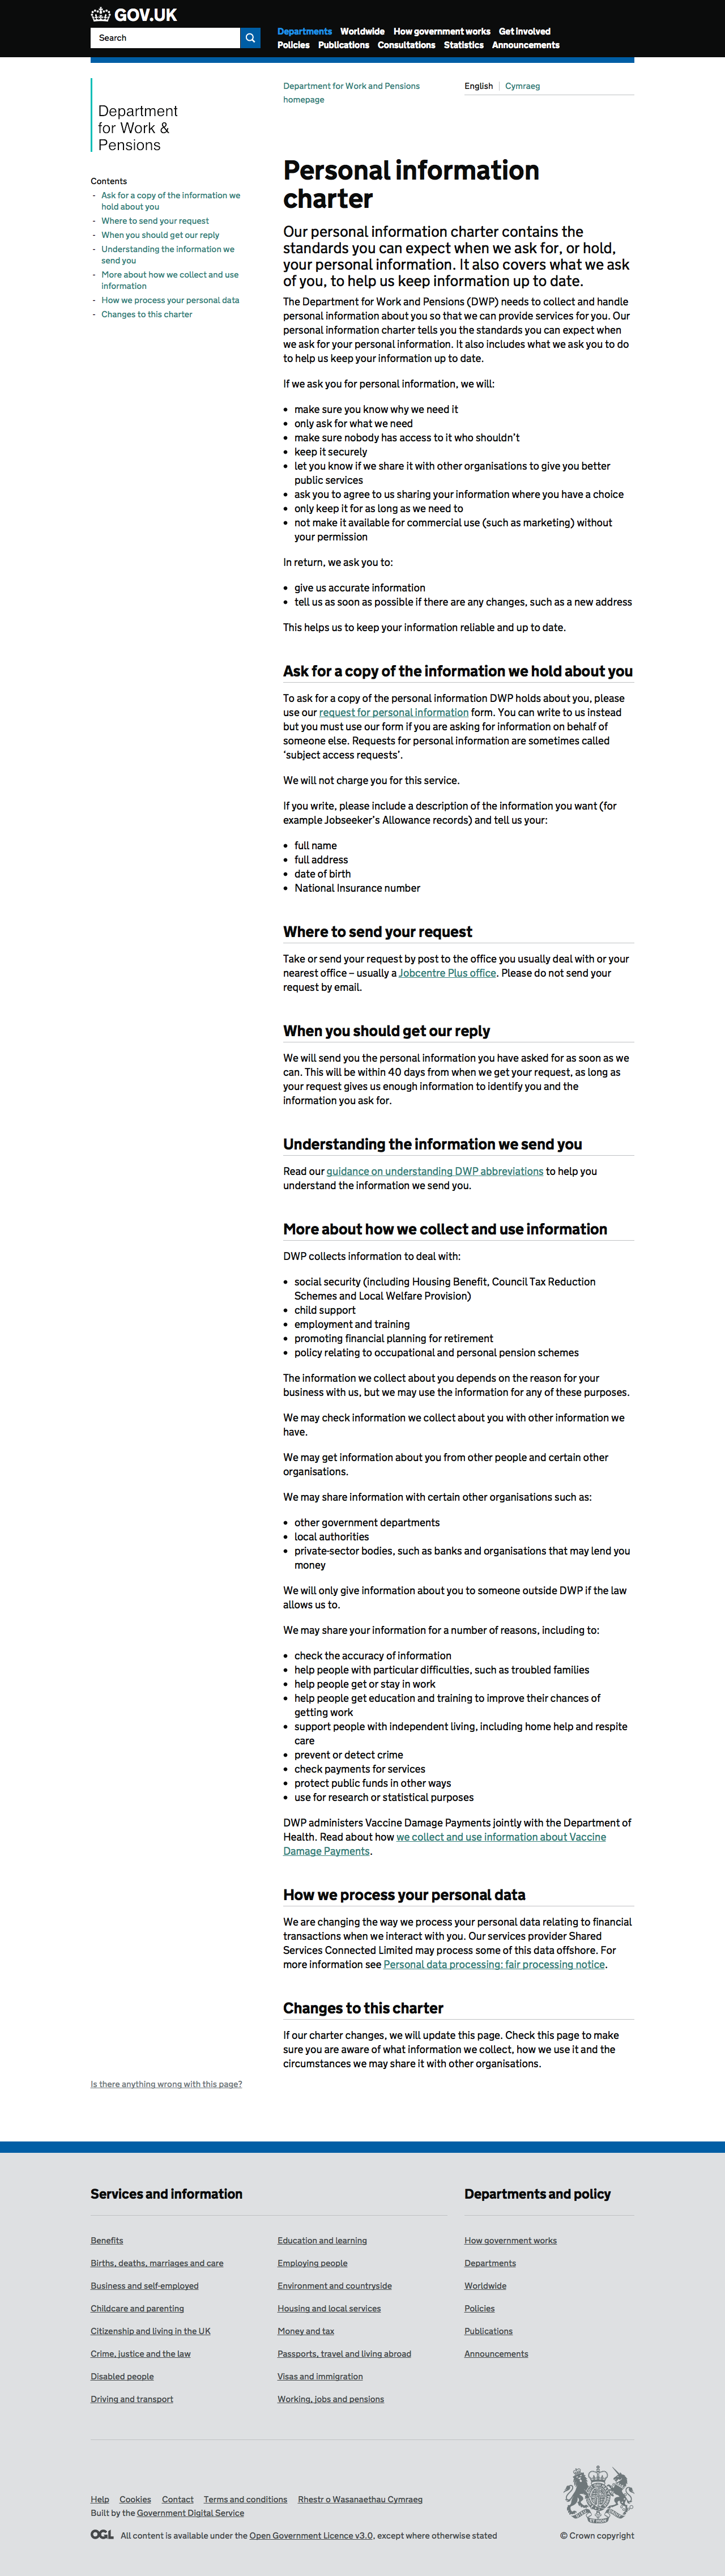 GOV.UK
Search
Departments Worldwide How government works Get involved
Policies Publications Consultations Statistics Announcements
Department for Work and Pensions
homepage
English Cymraeg
Department
for Work &
Pensions
Personal information
charter
Contents
- Ask for a copy of the information we
hold about you
- Where to send your request
- When you should get our reply
- Understanding the information we
send you
- More about how we collect and use
information
- How we process your personal data
- Changes to this charter
Our personal information charter contains the
standards you can expect when we ask for, or hold,
your personal information. It also covers what we ask
of you, to help us keep information up to date.
The Department for Work and Pensions (DWP) needs to collect and handle
personal information about you so that we can provide services for you. Our
personal information charter tells you the standards you can expect when
we ask for your personal information. It also includes what we ask you to do
to help us keep your information up to date.
If we ask you for personal information, we will:
• make sure you know why we need it
• only ask for what we need
• make sure nobody has access to it who shouldn’t
• keep it securely
• let you know if we share it with other organisations to give you better
public services
• ask you to agree to us sharing your information where you have a choice
• only keep it for as long as we need to
• not make it available for commercial use (such as marketing) without
your permission
In return, we ask you to:
• give us accurate information
• tell us as soon as possible if there are any changes, such as a new address
This helps us to keep your information reliable and up to date.
Ask for a copy of the information we hold about you
To ask for a copy of the personal information DWP holds about you, please
use our request for personal information form. You can write to us instead
but you must use our form if you are asking for information on behalf of
someone else. Requests for personal information are sometimes called
‘subject access requests’.
We will not charge you for this service.
If you write, please include a description of the information you want (for
example Jobseeker’s Allowance records) and tell us your:
• full name
• full address
• date of birth
• National Insurance number
Where to send your request
Take or send your request by post to the office you usually deal with or your
nearest office – usually a Jobcentre Plus office. Please do not send your
request by email.
When you should get our reply
We will send you the personal information you have asked for as soon as we
can. This will be within 40 days from when we get your request, as long as
your request gives us enough information to identify you and the
information you ask for.
Understanding the information we send you
Read our guidance on understanding DWP abbreviations to help you
understand the information we send you.
More about how we collect and use information
DWP collects information to deal with:
• social security (including Housing Benefit, Council Tax Reduction
Schemes and Local Welfare Provision)
• child support
• employment and training
• promoting financial planning for retirement
• policy relating to occupational and personal pension schemes
The information we collect about you depends on the reason for your
business with us, but we may use the information for any of these purposes.
We may check information we collect about you with other information we
have.
We may get information about you from other people and certain other
organisations.
We may share information with certain other organisations such as:
• other government departments
• local authorities
• private-sector bodies, such as banks and organisations that may lend you
money
We will only give information about you to someone outside DWP if the law
allows us to.
We may share your information for a number of reasons, including to:
• check the accuracy of information
• help people with particular difficulties, such as troubled families
• help people get or stay in work
• help people get education and training to improve their chances of
getting work
• support people with independent living, including home help and respite
care
• prevent or detect crime
• check payments for services
• protect public funds in other ways
• use for research or statistical purposes
DWP administers Vaccine Damage Payments jointly with the Department of
Health. Read about how we collect and use information about Vaccine
Damage Payments.
How we process your personal data
We are changing the way we process your personal data relating to financial
transactions when we interact with you. Our services provider Shared
Services Connected Limited may process some of this data offshore. For
more information see Personal data processing: fair processing notice.
Changes to this charter
If our charter changes, we will update this page. Check this page to make
sure you are aware of what information we collect, how we use it and the
circumstances we may share it with other organisations.
Is there anything wrong with this page?
Services and information
Benefits
Births, deaths, marriages and care
Business and self-employed
Childcare and parenting
Citizenship and living in the UK
Crime, justice and the law
Disabled people
Driving and transport
Education and learning
Employing people
Environment and countryside
Housing and local services
Money and tax
Passports, travel and living abroad
Visas and immigration
Working, jobs and pensions
Departments and policy
How government works
Departments
Worldwide
Policies
Publications
Announcements
Help Cookies Contact Terms and conditions Rhestr o Wasanaethau Cymraeg
Built by the Government Digital Service
OGL All content is available under the Open Government Licence v3.0, except where otherwise stated
© Crown copyright